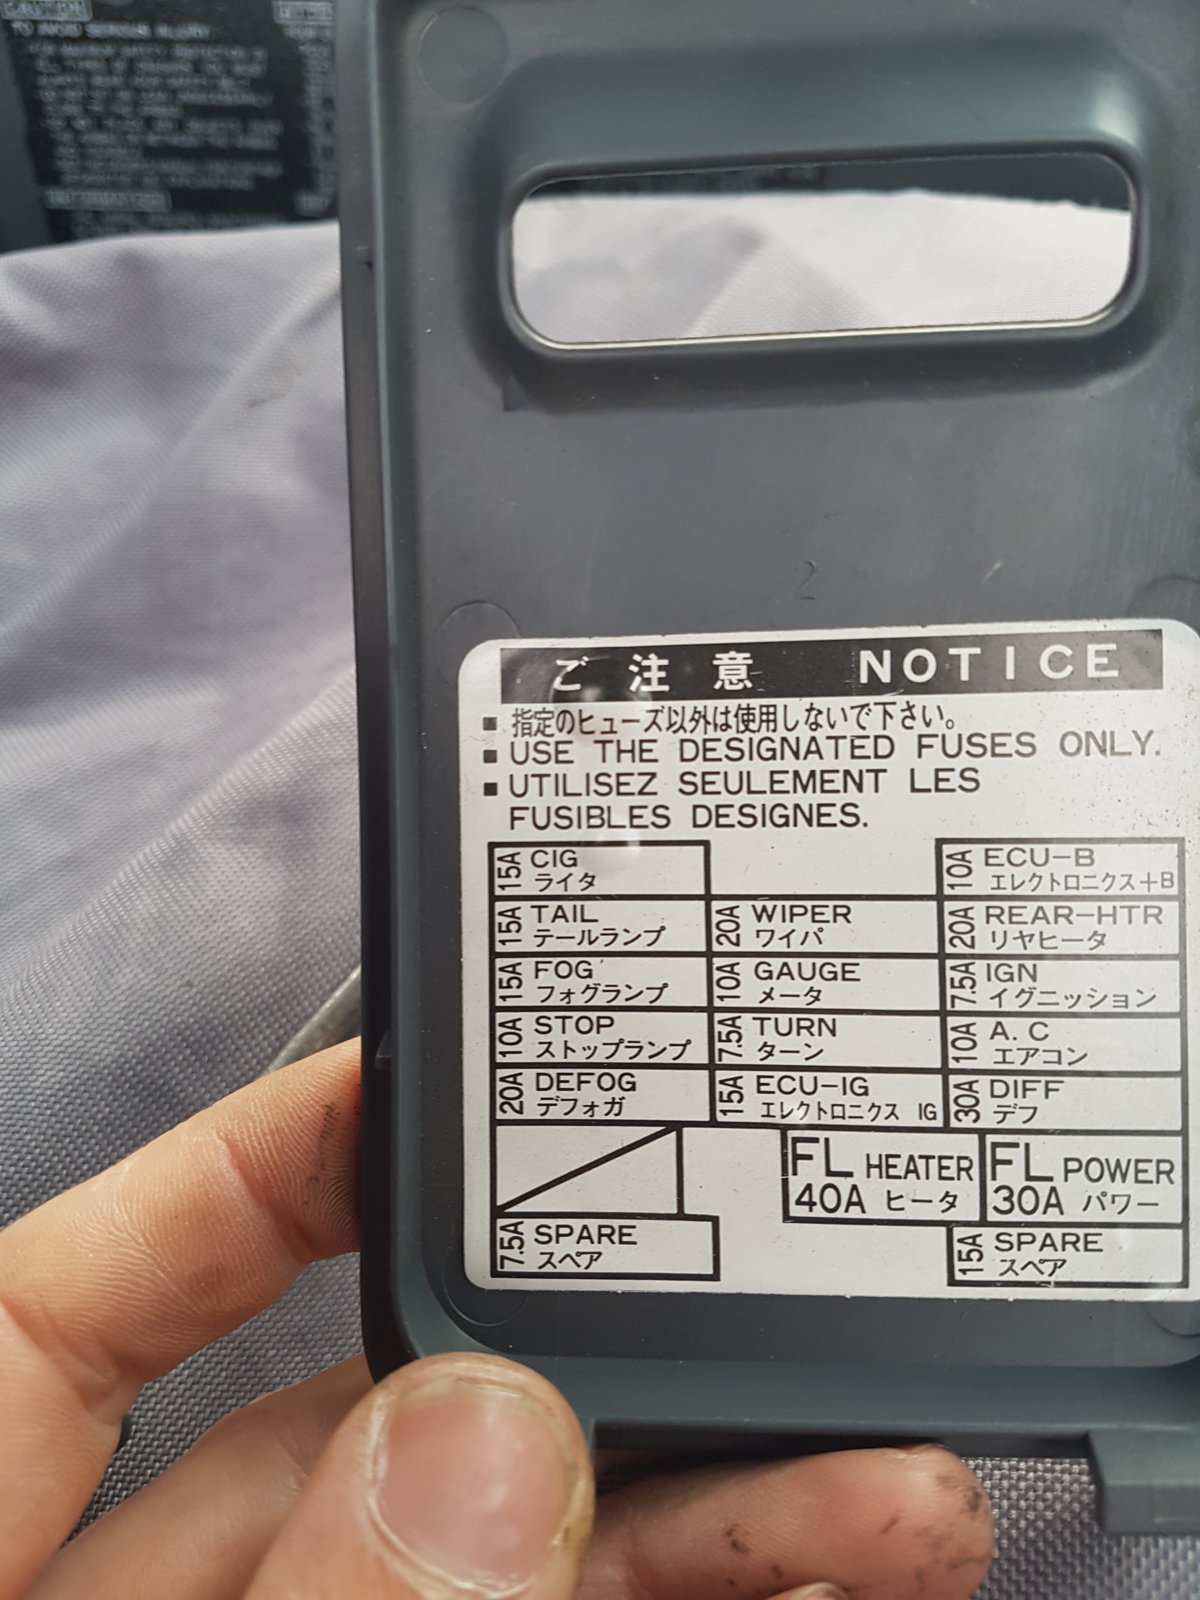 CAUTION
TO AVOID SERIOUS INJURY:
INFORMATION
2
ご注意 NOTICE
■ 指定のヒューズ以外は使用しないで下さい。
■ USE THE DESIGNATED FUSES ONLY.
■ UTILISEZ SEULEMENT LES
FUSIBLES DESIGNES.
15A CIG
ライタ
10A ECU-B
エレクトロニクス+B
15A TAIL
テールランプ
20A WIPER
ワイパ
20A REAR-HTR
リヤヒータ
15A FOG
フォグランプ
10A GAUGE
メータ
7.5A IGN
イグニッション
10A STOP
ストップランプ
7.5A TURN
ターン
10A A.C
エアコン
20A DEFOG
デフォガ
15A ECU-IG
エレクトロニクス IG
30A DIFF
デフ
FL HEATER
40A ヒータ
FL POWER
30A パワー
7.5A SPARE
スペア
15A SPARE
スペア